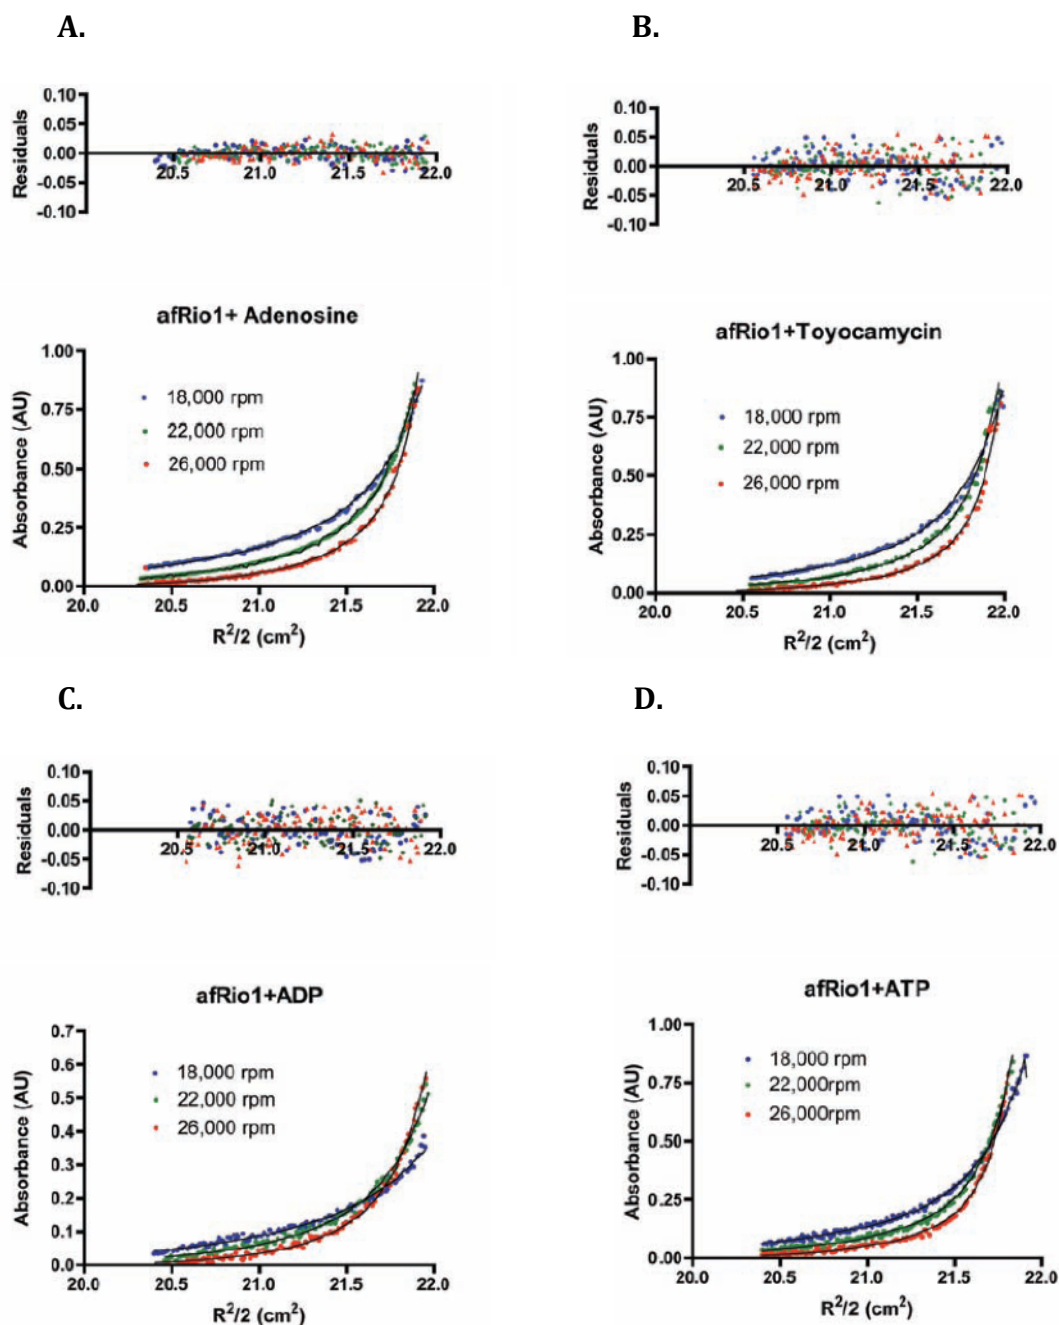 A.
0.10
0.05
0.00
-0.05
-0.10
Residuals
20.5 21.0 21.5 22.0
afRio1+ Adenosine
1.00
0.75
0.50
0.25
0.00
Absorbance (AU)
18,000 rpm
22,000 rpm
26,000 rpm
20.0 20.5 21.0 21.5 22.0
R²/2 (cm²)
B.
0.10
0.05
0.00
-0.05
-0.10
Residuals
20.5 21.0 21.5 22.0
afRio1+Toyocamycin
1.00
0.75
0.50
0.25
0.00
Absorbance (AU)
18,000 rpm
22,000 rpm
26,000 rpm
20.0 20.5 21.0 21.5 22.0
R²/2 (cm²)
C.
0.10
0.05
0.00
-0.05
-0.10
Residuals
20.5 21.0 21.5 22.0
afRio1+ADP
0.7
0.6
0.5
0.4
0.3
0.2
0.1
0.0
Absorbance (AU)
18,000 rpm
22,000 rpm
26,000 rpm
20.0 20.5 21.0 21.5 22.0
R²/2 (cm²)
D.
0.10
0.05
0.00
-0.05
-0.10
Residuals
20.5 21.0 21.5 22.0
afRio1+ATP
1.00
0.75
0.50
0.25
0.00
Absorbance (AU)
18,000 rpm
22,000rpm
26,000rpm
20.0 20.5 21.0 21.5 22.0
R²/2 (cm²)